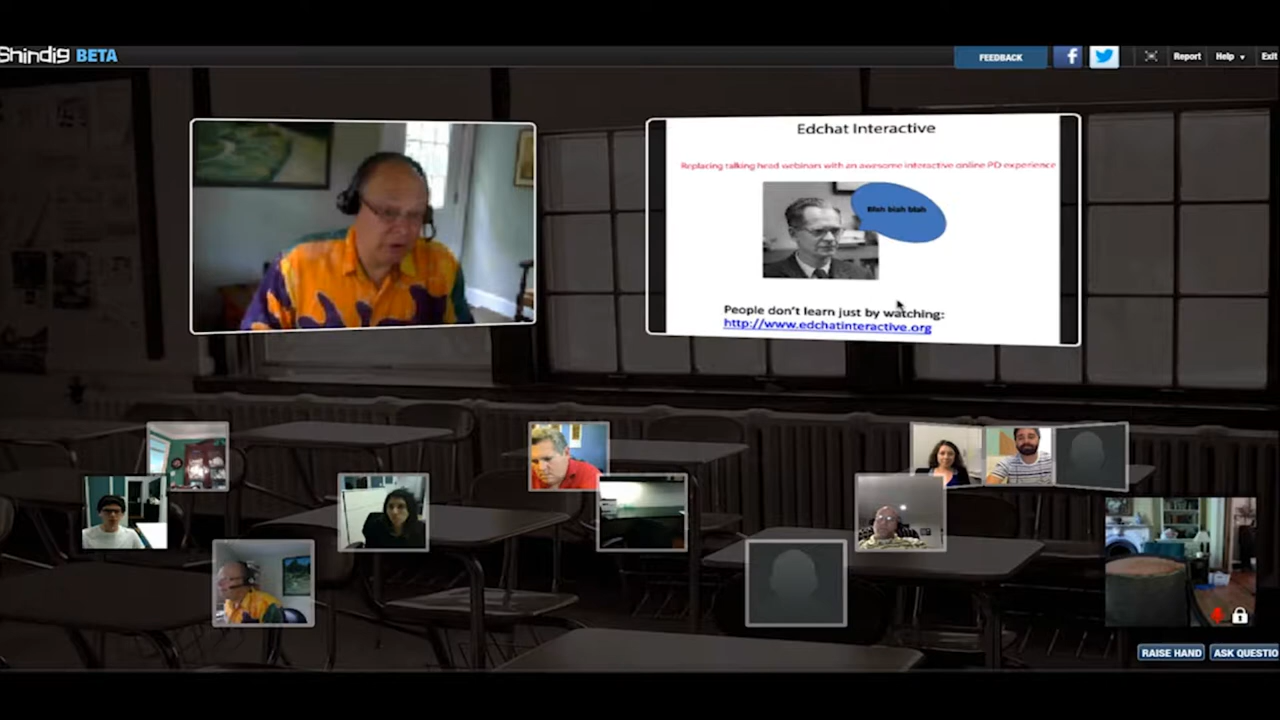 Shindig BETA
FEEDBACK
f
Report
Help
Exit
Edchat Interactive
Replacing talking head webinars with an awesome interactive online PD experience
Blah blah blah
People don't learn just by watching:
http://www.edchatinteractive.org
RAISE HAND
ASK QUESTIO